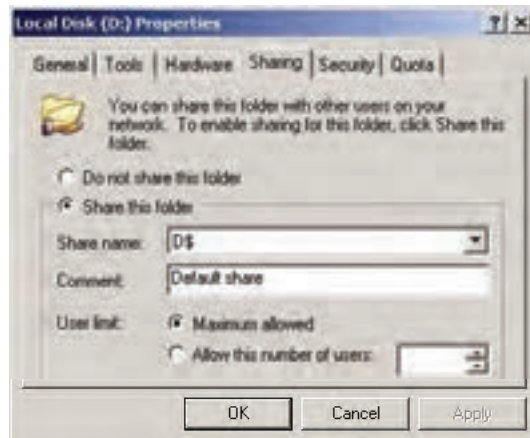 Local Disk (D:) Properties
General
Tools
Hardware
Sharing
Security
Quota
You can share this folder with other users on your
network. To enable sharing for this folder, click Share this
folder.
Do not share this folder
Share this folder
Share name: D$
Comment: Default share
User limit: Maximum allowed
Allow this number of users:
OK
Cancel
Apply